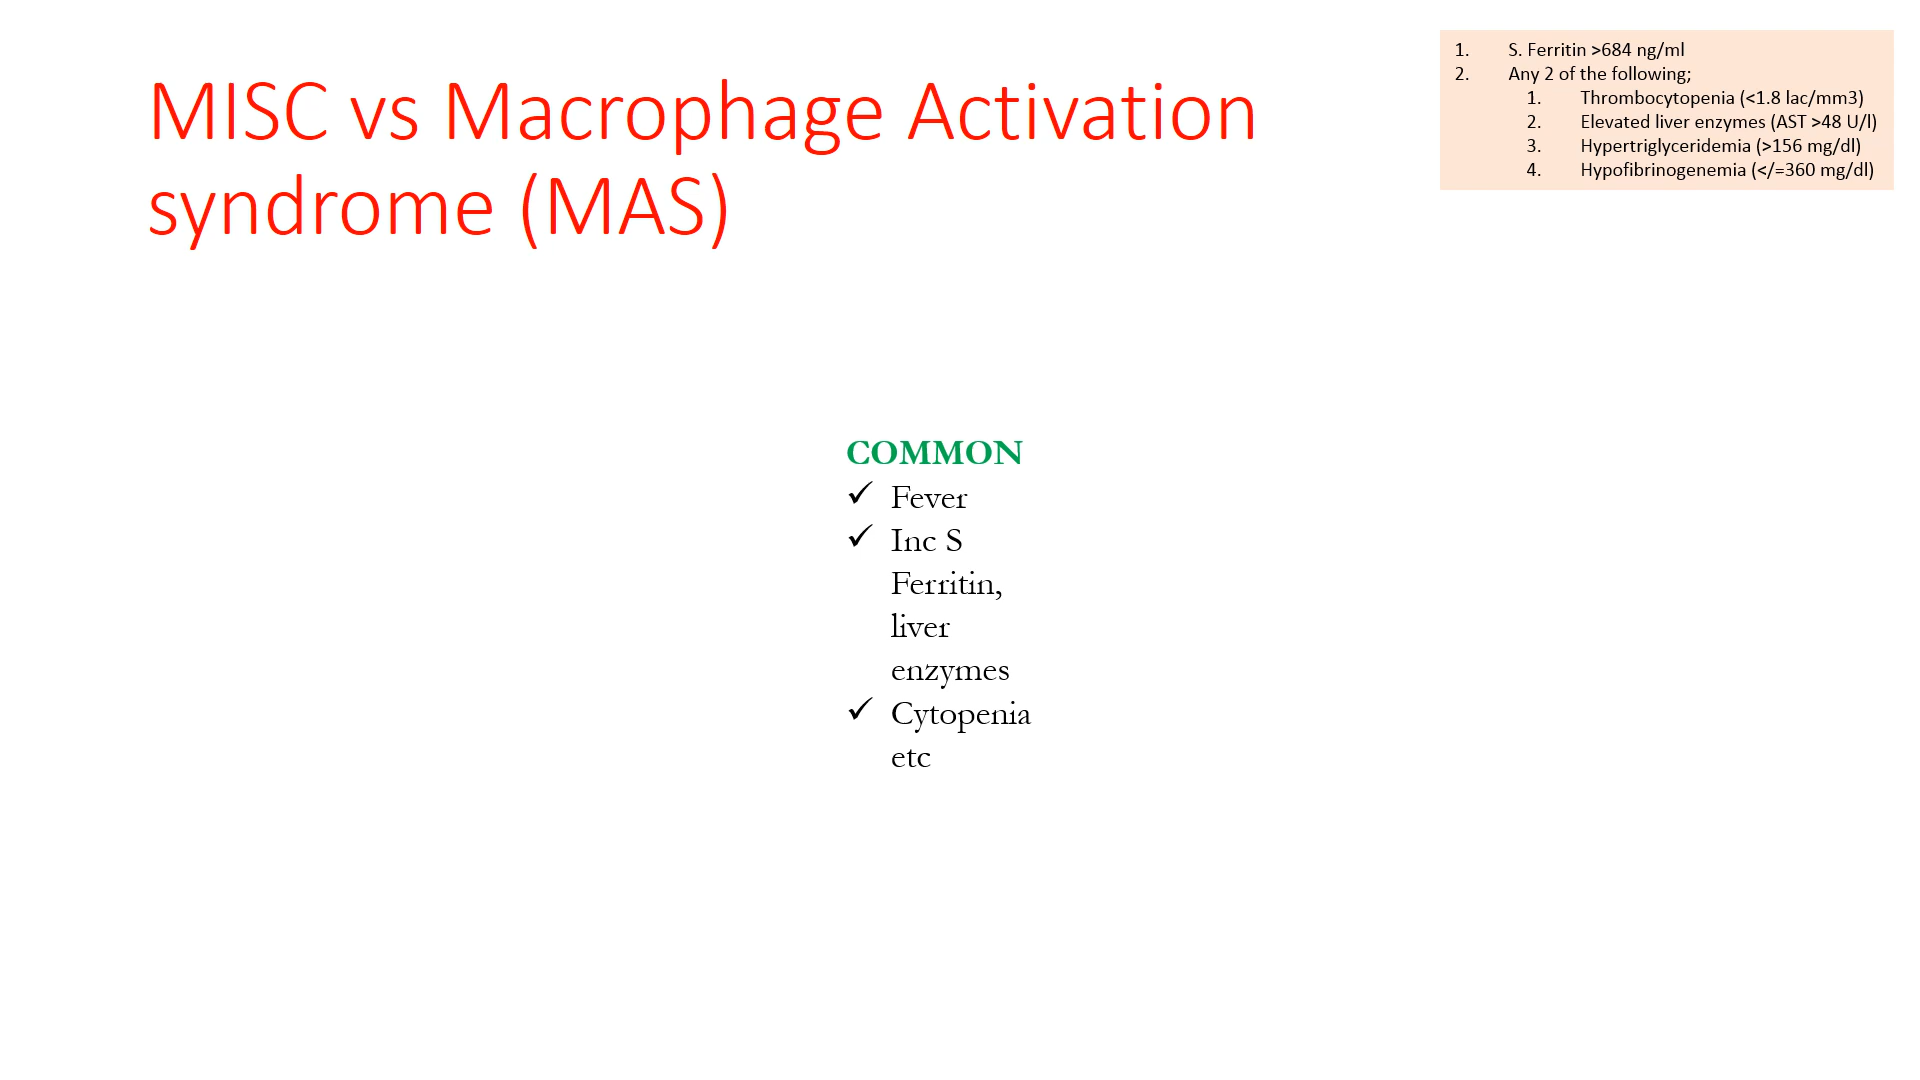 MISC vs Macrophage Activation
syndrome (MAS)
1. S. Ferritin >684 ng/ml
2. Any 2 of the following;
1. Thrombocytopenia (<1.8 lac/mm3)
2. Elevated liver enzymes (AST >48 U/l)
3. Hypertriglyceridemia (>156 mg/dl)
4. Hypofibrinogenemia (</=360 mg/dl)
COMMON
✓ Fever
✓ Inc S
Ferritin,
liver
enzymes
✓ Cytopenia
etc